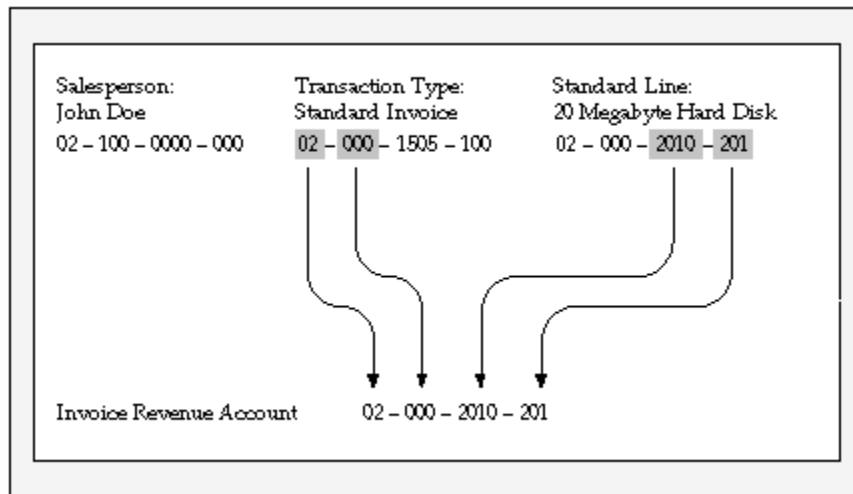 Salesperson:
John Doe
02 – 100 – 0000 – 000
Transaction Type:
Standard Invoice
02 – 000 – 1505 – 100
Standard Line:
20 Megabyte Hard Disk
02 – 000 – 2010 – 201
Invoice Revenue Account 02 – 000 – 2010 – 201